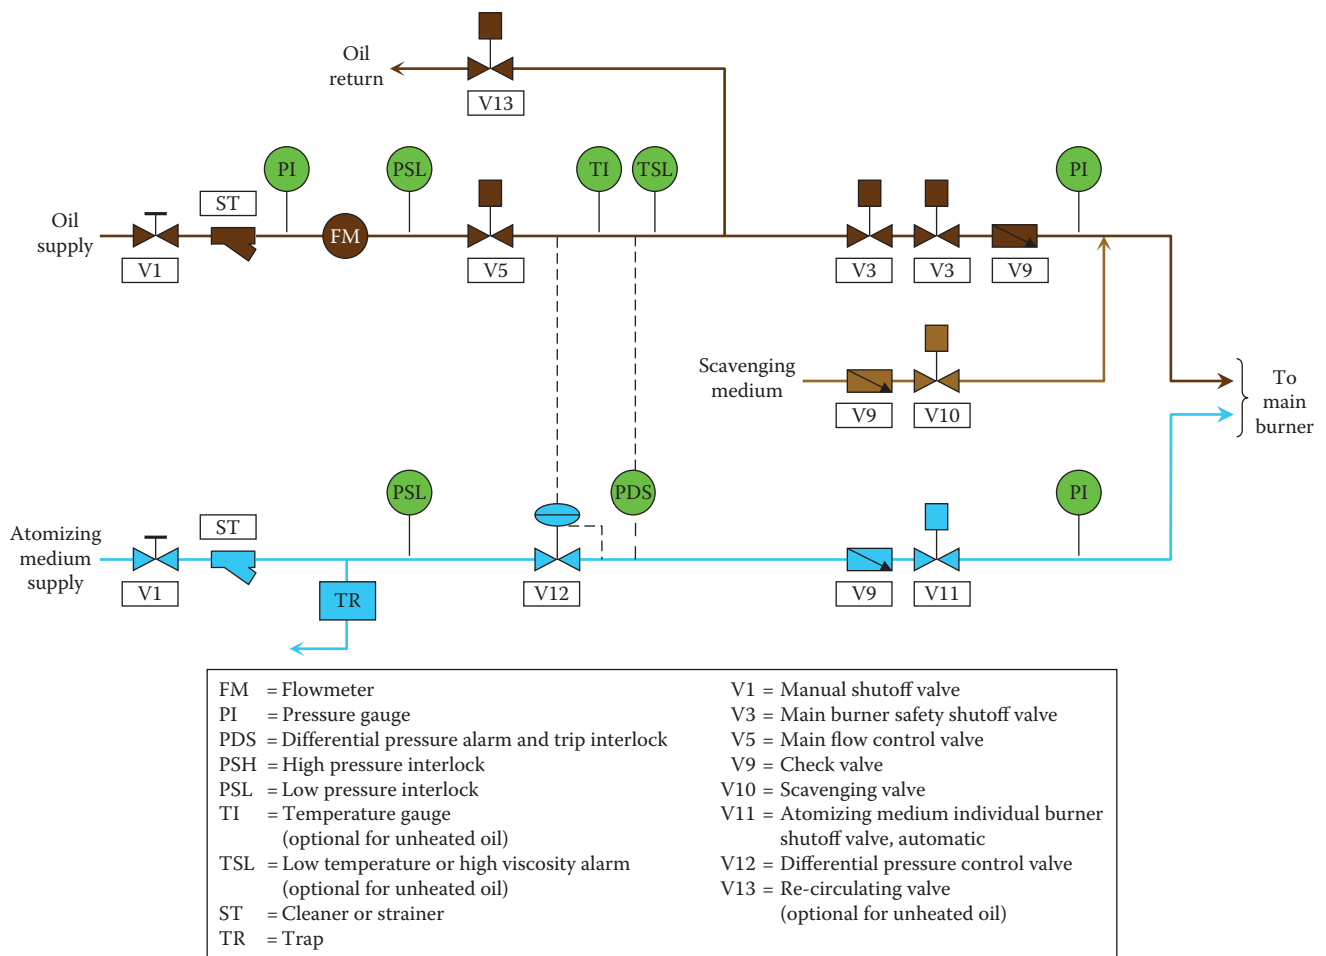 Oil
return
V13
PI
PSL
TI
TSL
PI
ST
Oil
supply
FM
V1
V5
V3
V3
V9
Scavenging
medium
V9
V10
To
main
burner
PSL
PDS
PI
ST
Atomizing
medium
supply
V1
TR
V12
V9
V11
FM = Flowmeter
PI = Pressure gauge
PDS = Differential pressure alarm and trip interlock
PSH = High pressure interlock
PSL = Low pressure interlock
TI = Temperature gauge
(optional for unheated oil)
TSL = Low temperature or high viscosity alarm
(optional for unheated oil)
ST = Cleaner or strainer
TR = Trap
V1 = Manual shutoff valve
V3 = Main burner safety shutoff valve
V5 = Main flow control valve
V9 = Check valve
V10 = Scavenging valve
V11 = Atomizing medium individual burner
shutoff valve, automatic
V12 = Differential pressure control valve
V13 = Re-circulating valve
(optional for unheated oil)